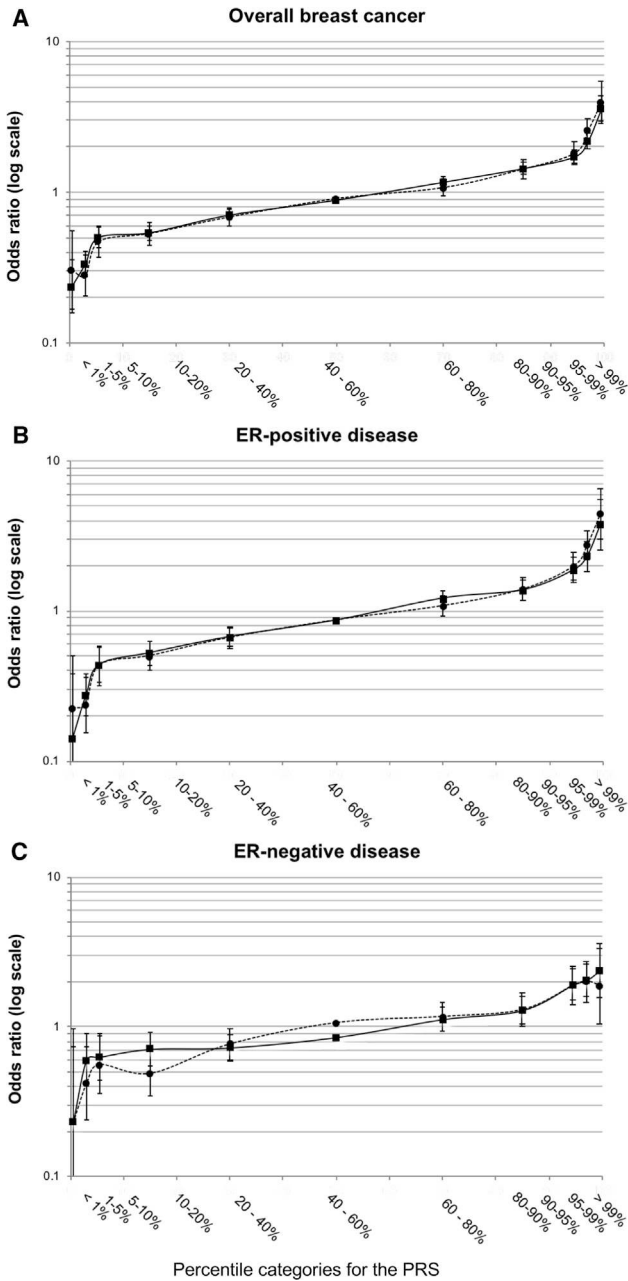 A
Overall breast cancer
Odds ratio (log scale)
10
1
0.1
< 1%
1-5%
5-10%
10-20%
20 - 40%
40 - 60%
60 - 80%
80-90%
90-95%
95-99%
> 99%
B
ER-positive disease
Odds ratio (log scale)
10
1
0.1
< 1%
1-5%
5-10%
10-20%
20 - 40%
40 - 60%
60 - 80%
80-90%
90-95%
95-99%
> 99%
C
ER-negative disease
Odds ratio (log scale)
10
1
0.1
< 1%
1-5%
5-10%
10-20%
20 - 40%
40 - 60%
60 - 80%
80-90%
90-95%
95-99%
> 99%
Percentile categories for the PRS